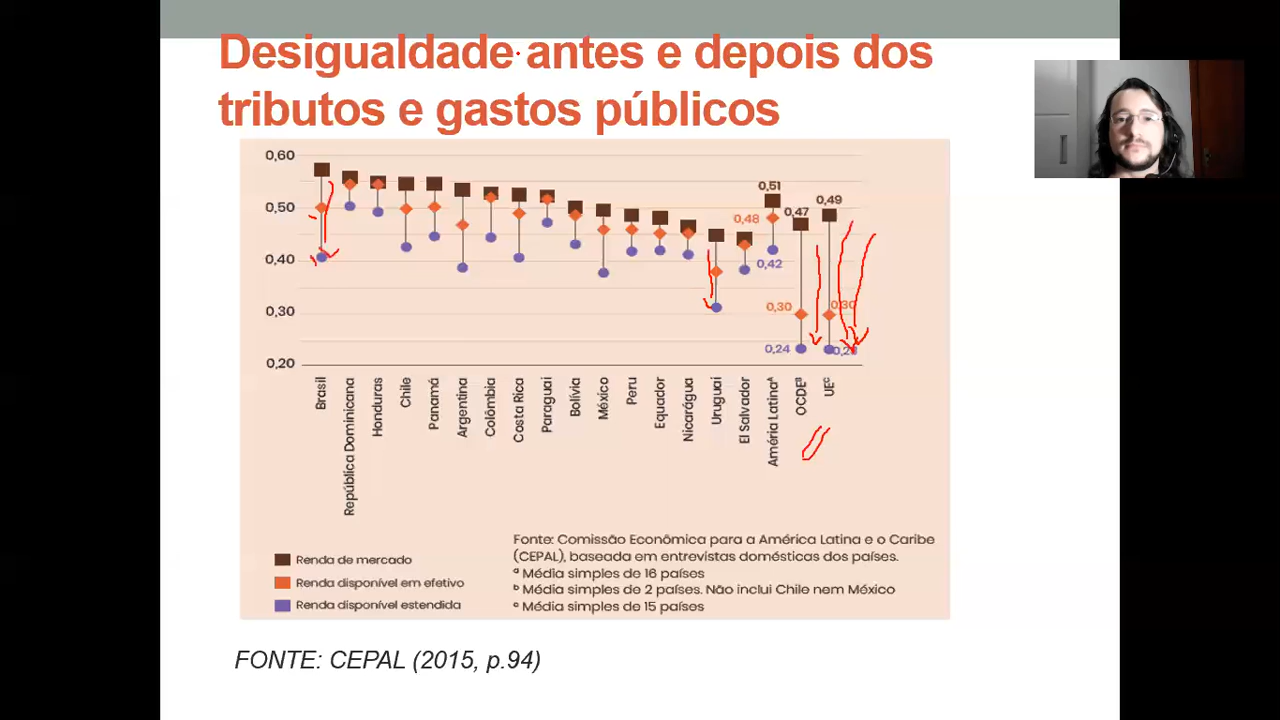 Desigualdade antes e depois dos
tributos e gastos públicos
0,60
0,50
0,40
0,30
0,20
0,51
0,48
0,42
0,47
0,30
0,24
0,49
0,30
Brasil
República Dominicana
Honduras
Chile
Panamá
Argentina
Colômbia
Costa Rica
Paraguai
Bolívia
México
Peru
Equador
Nicarágua
Uruguai
El Salvador
Améria Latinaᴬ
OCDEᴮ
UEᶜ
Renda de mercado
Renda disponível em efetivo
Renda disponível estendida
Fonte: Comissão Econômica para a América Latina e o Caribe
(CEPAL), baseada em entrevistas domésticas dos países.
ᵃ Média simples de 16 países
ᵇ Média simples de 2 países. Não inclui Chile nem México
ᵉ Média simples de 15 países
FONTE: CEPAL (2015, p.94)